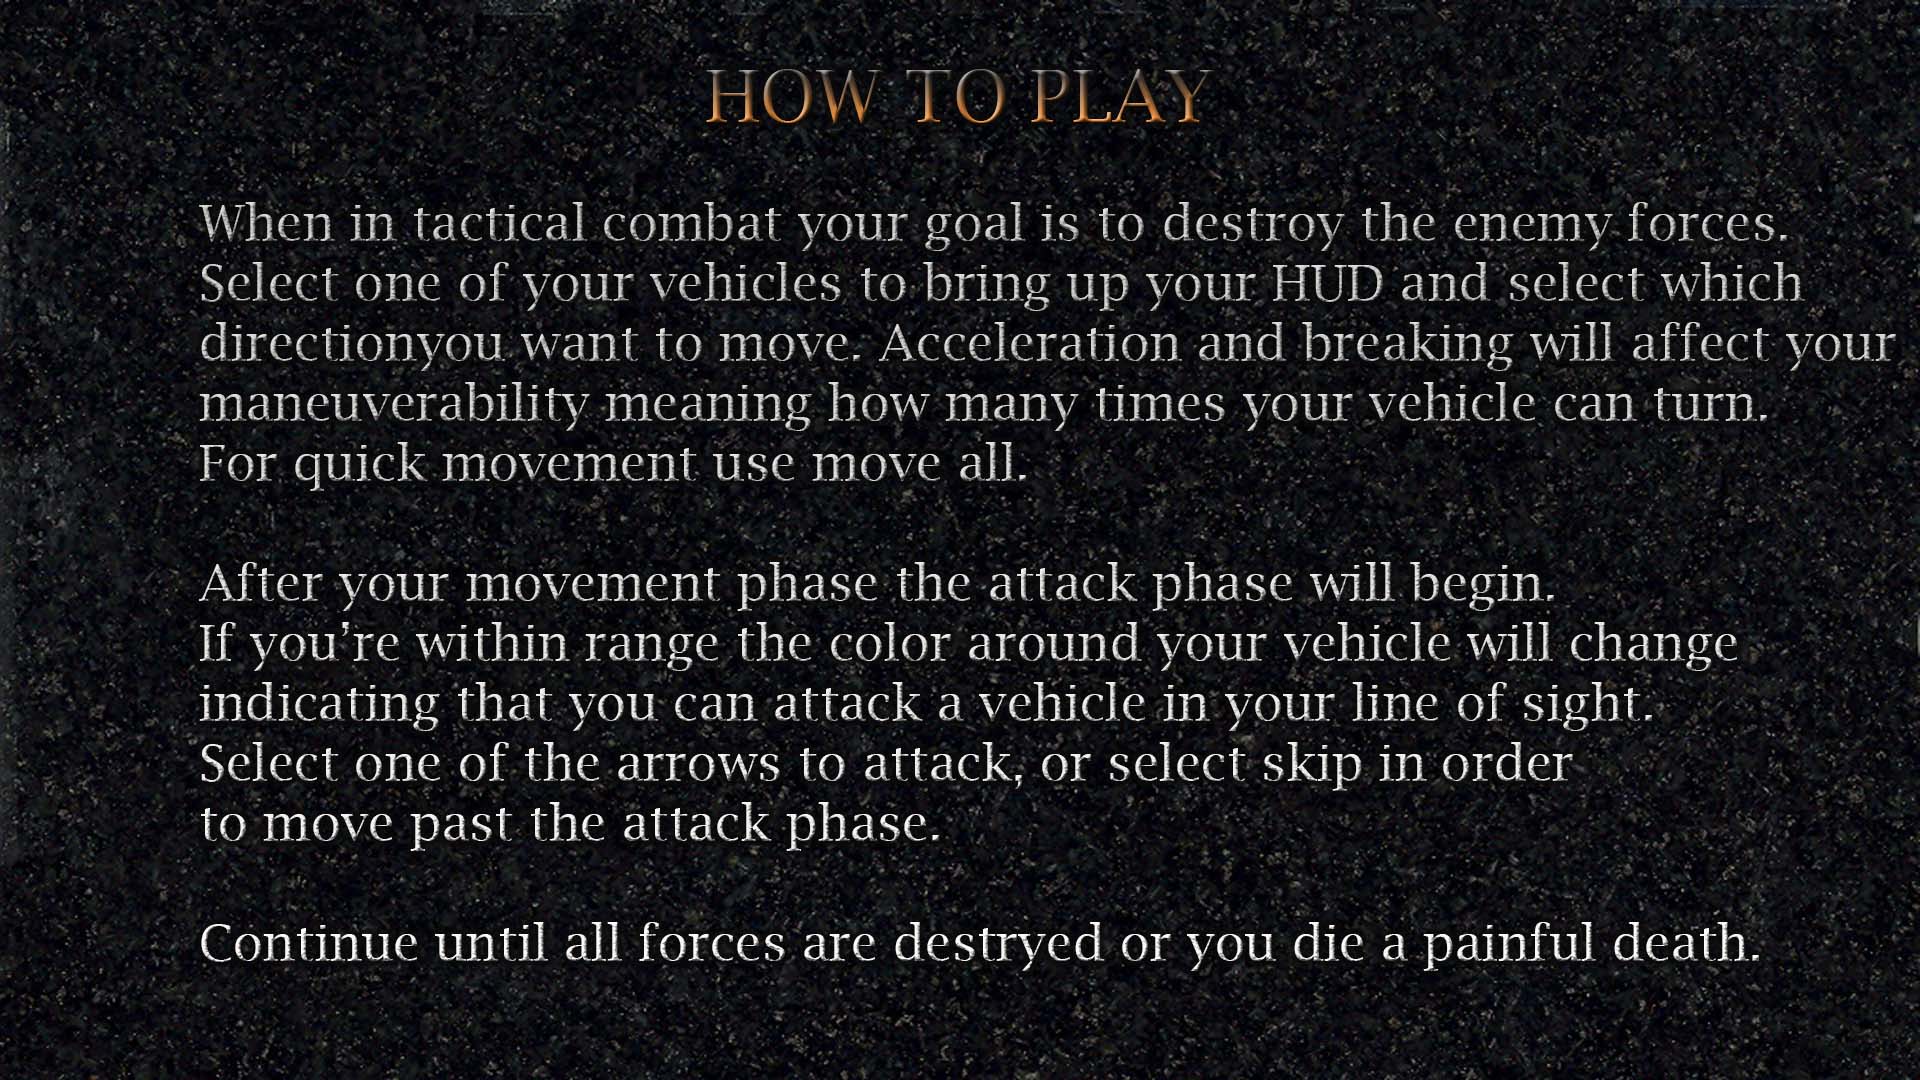 HOW TO PLAY
When in tactical combat your goal is to destroy the enemy forces.
Select one of your vehicles to bring up your HUD and select which
directionyou want to move. Acceleration and breaking will affect your
maneuverability meaning how many times your vehicle can turn.
For quick movement use move all.
After your movement phase the attack phase will begin.
If you're within range the color around your vehicle will change
indicating that you can attack a vehicle in your line of sight.
Select one of the arrows to attack, or select skip in order
to move past the attack phase.
Continue until all forces are destryed or you die a painful death.